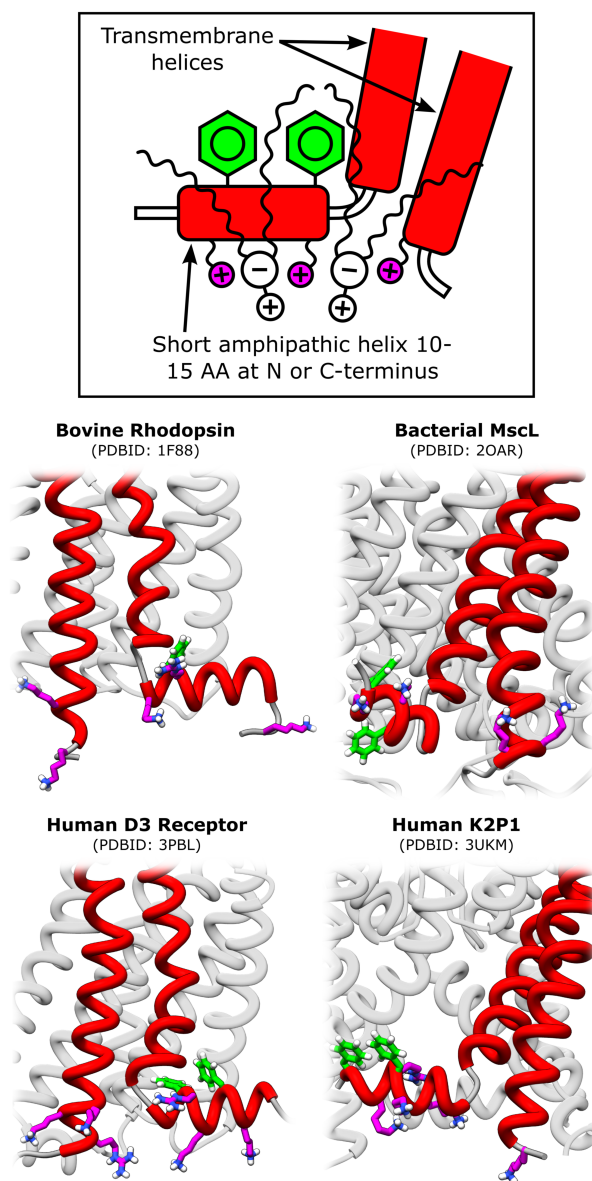 Transmembrane
helices
+
−
+
−
+
+
+
Short amphipathic helix 10-
15 AA at N or C-terminus
Bovine Rhodopsin
(PDBID: 1F88)
Bacterial MscL
(PDBID: 2OAR)
Human D3 Receptor
(PDBID: 3PBL)
Human K2P1
(PDBID: 3UKM)